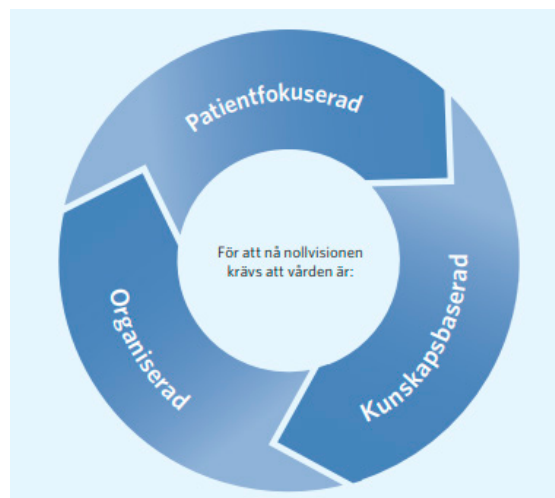 Patientfokuserad
För att nå nollvisionen
krävs att vården är:
Kunskapsbaserad
Organiserad